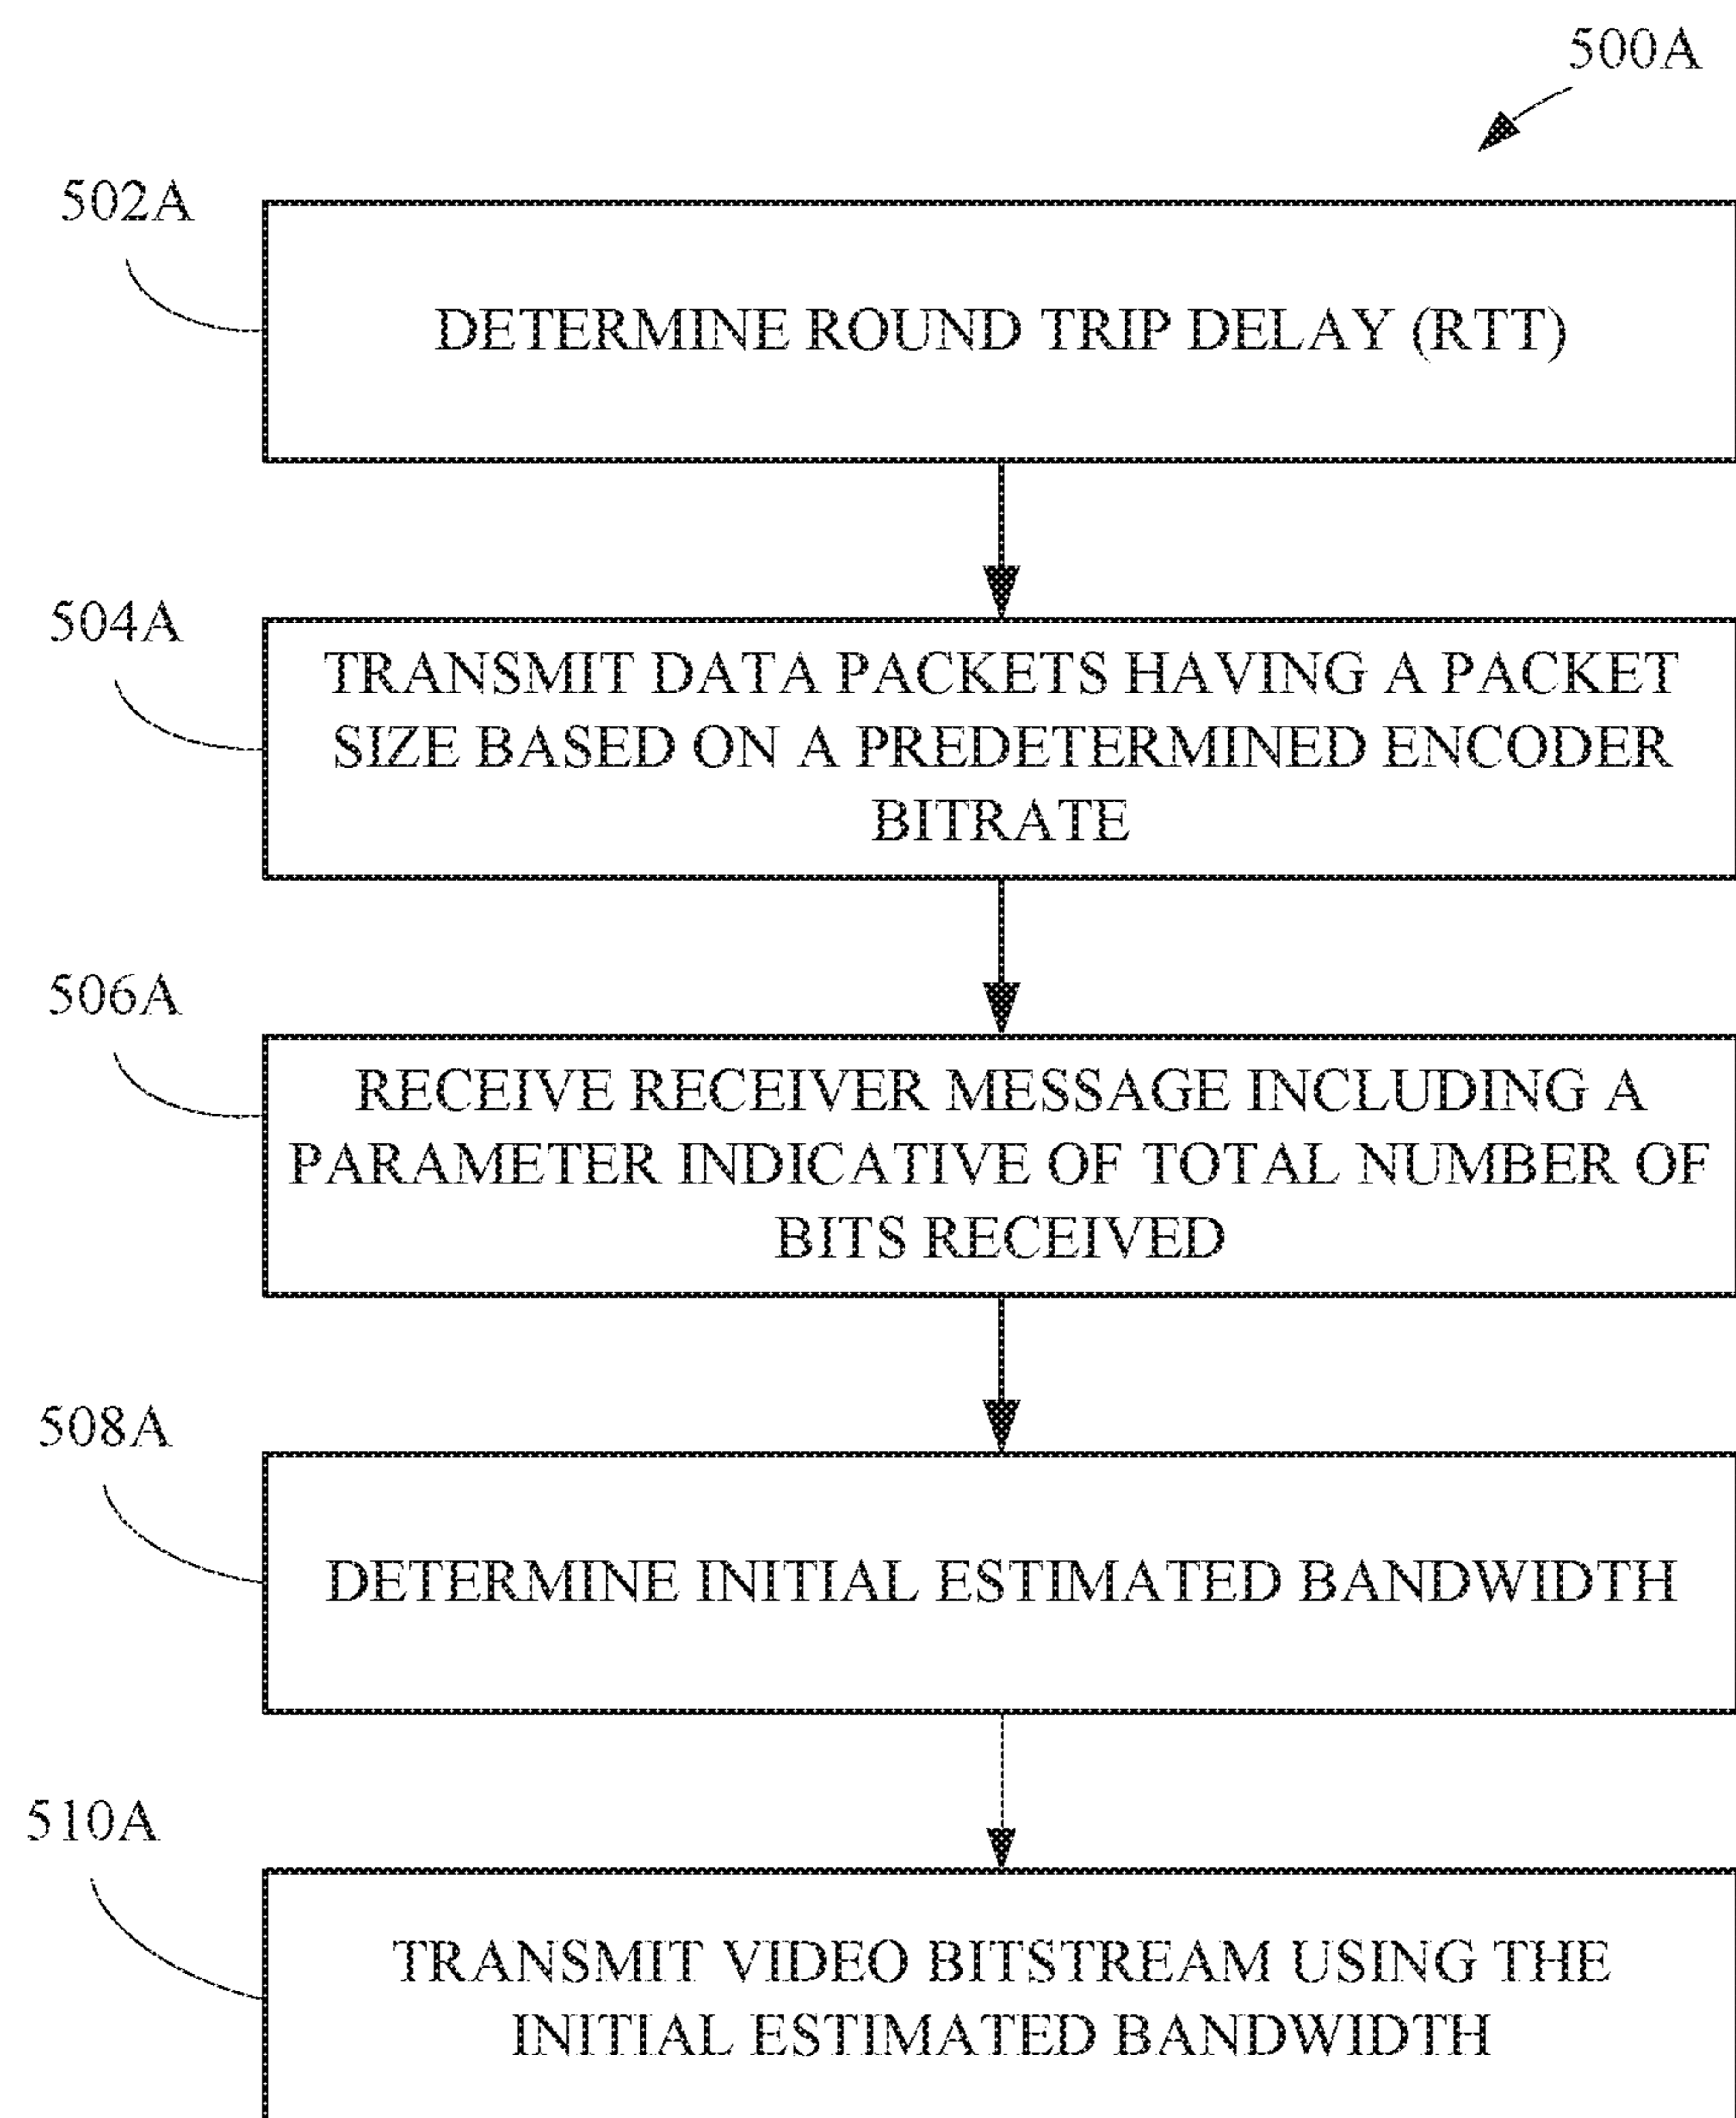 500A
502A
DETERMINE ROUND TRIP DELAY (RTT)
504A
TRANSMIT DATA PACKETS HAVING A PACKET
SIZE BASED ON A PREDETERMINED ENCODER
BITRATE
506A
RECEIVE RECEIVER MESSAGE INCLUDING A
PARAMETER INDICATIVE OF TOTAL NUMBER OF
BITS RECEIVED
508A
DETERMINE INITIAL ESTIMATED BANDWIDTH
510A
TRANSMIT VIDEO BITSTREAM USING THE
INITIAL ESTIMATED BANDWIDTH